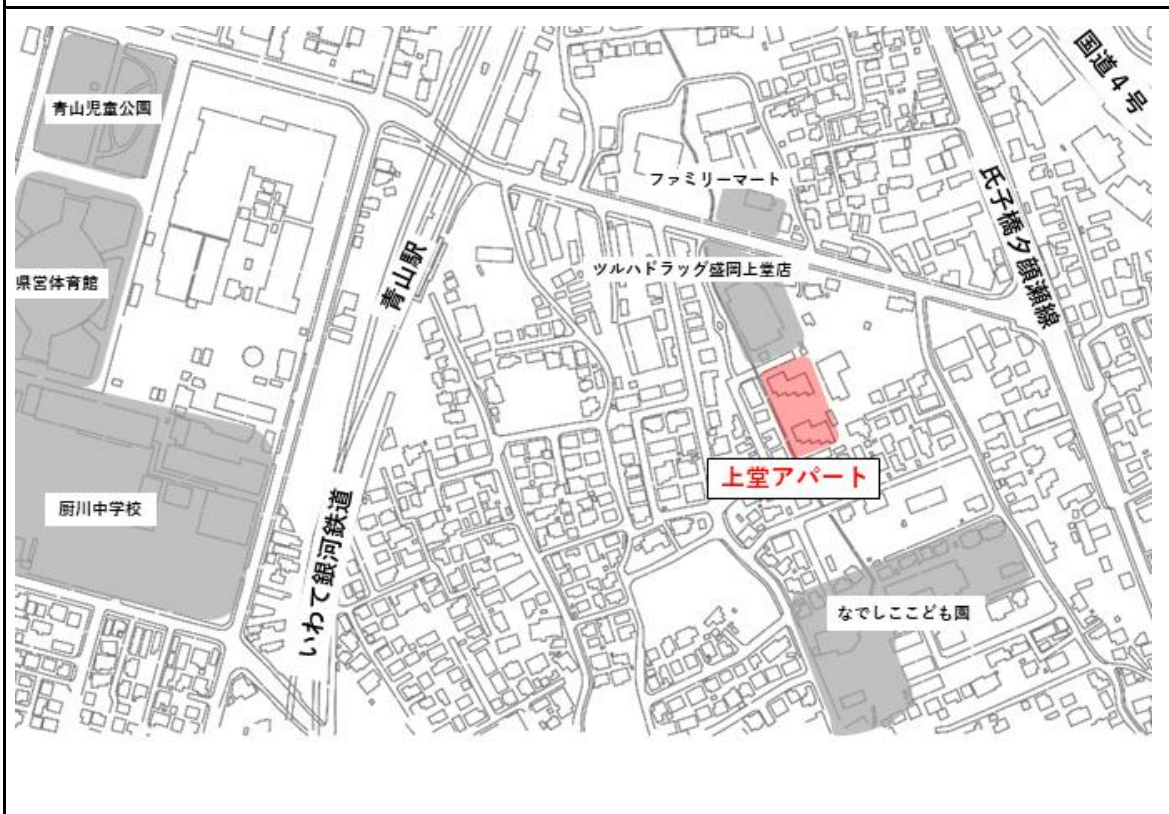 国道４号
青山児童公園
ファミリーマート
氏子橋夕顔瀬線
青山駅
ツルハドラッグ盛岡上堂店
県営体育館
上堂アパート
厨川中学校
いわて銀河鉄道
なでしここども園